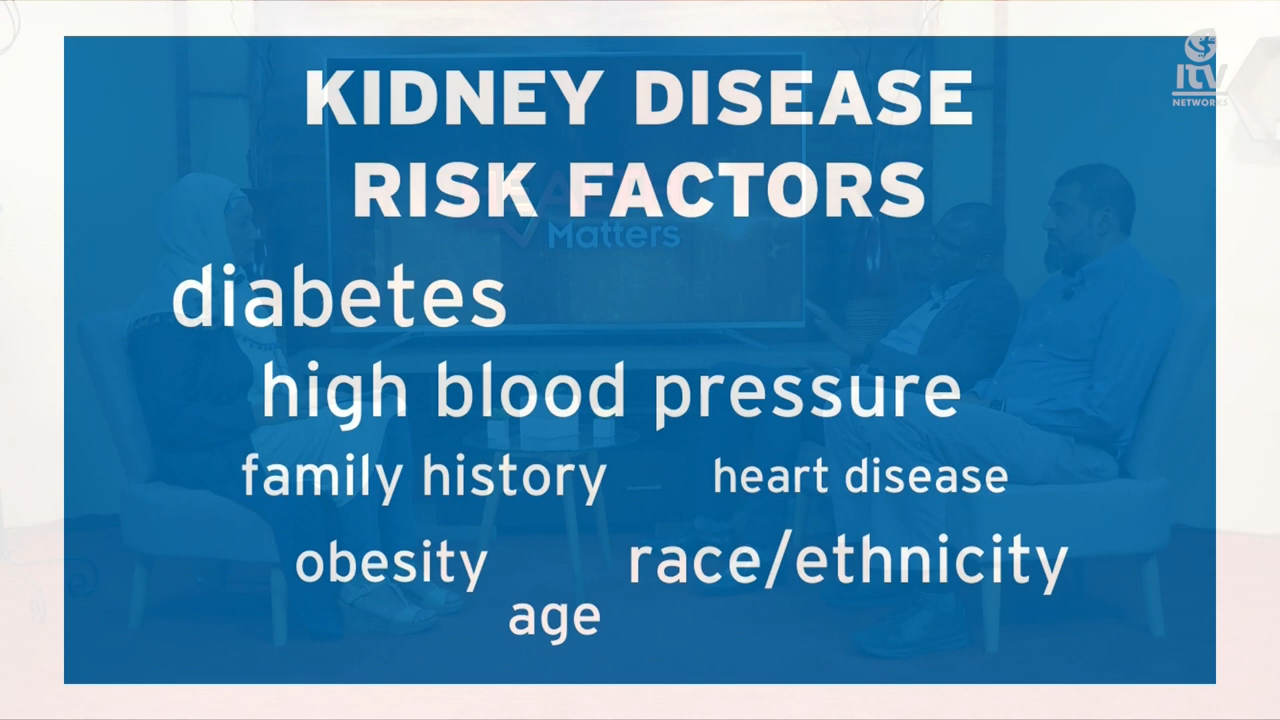 KIDNEY DISEASE
RISK FACTORS
Matters
diabetes
high blood pressure
family history
heart disease
obesity
race/ethnicity
age
ITV
NETWORKS